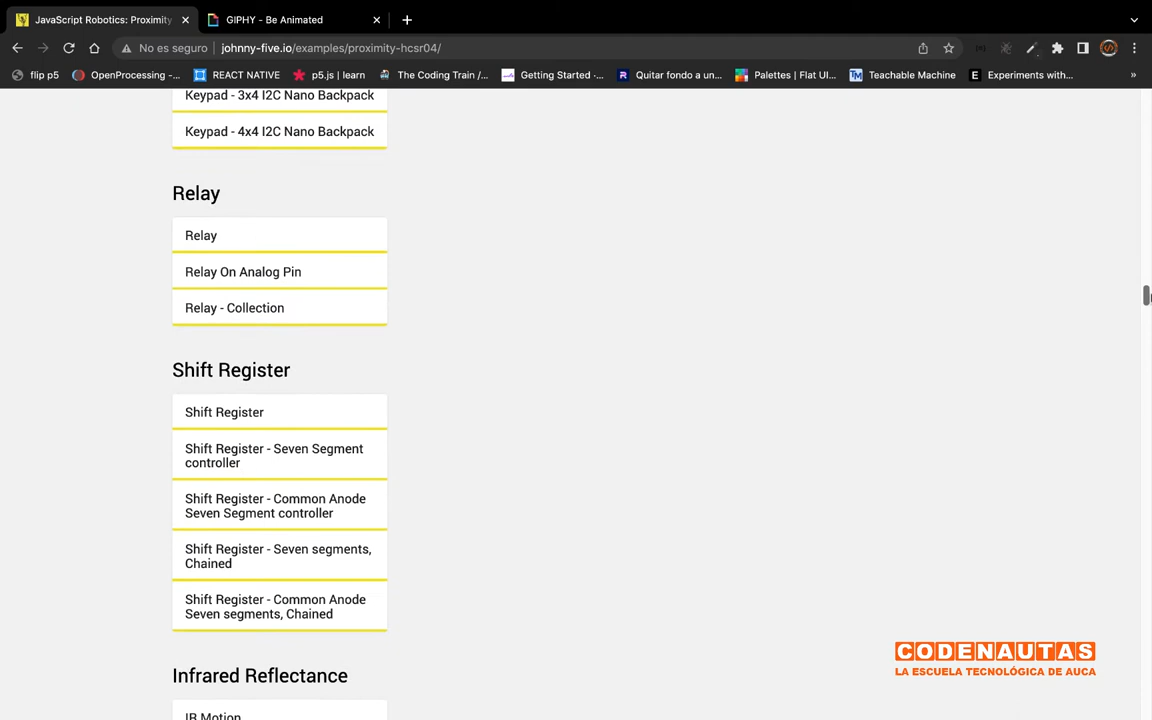 JavaScript Robotics: Proximity
GIPHY - Be Animated
No es seguro
johnny-five.io/examples/proximity-hcsr04/
flip p5
OpenProcessing -...
REACT NATIVE
p5.js | learn
The Coding Train /...
Getting Started -...
Quitar fondo a un...
Palettes | Flat UI...
Teachable Machine
Experiments with...
Keypad - 3x4 I2C Nano Backpack
Keypad - 4x4 I2C Nano Backpack
Relay
Relay
Relay On Analog Pin
Relay - Collection
Shift Register
Shift Register
Shift Register - Seven Segment
controller
Shift Register - Common Anode
Seven Segment controller
Shift Register - Seven segments,
Chained
Shift Register - Common Anode
Seven segments, Chained
Infrared Reflectance
IR Motion
CODENAUTAS
LA ESCUELA TECNOLÓGICA DE AUCA